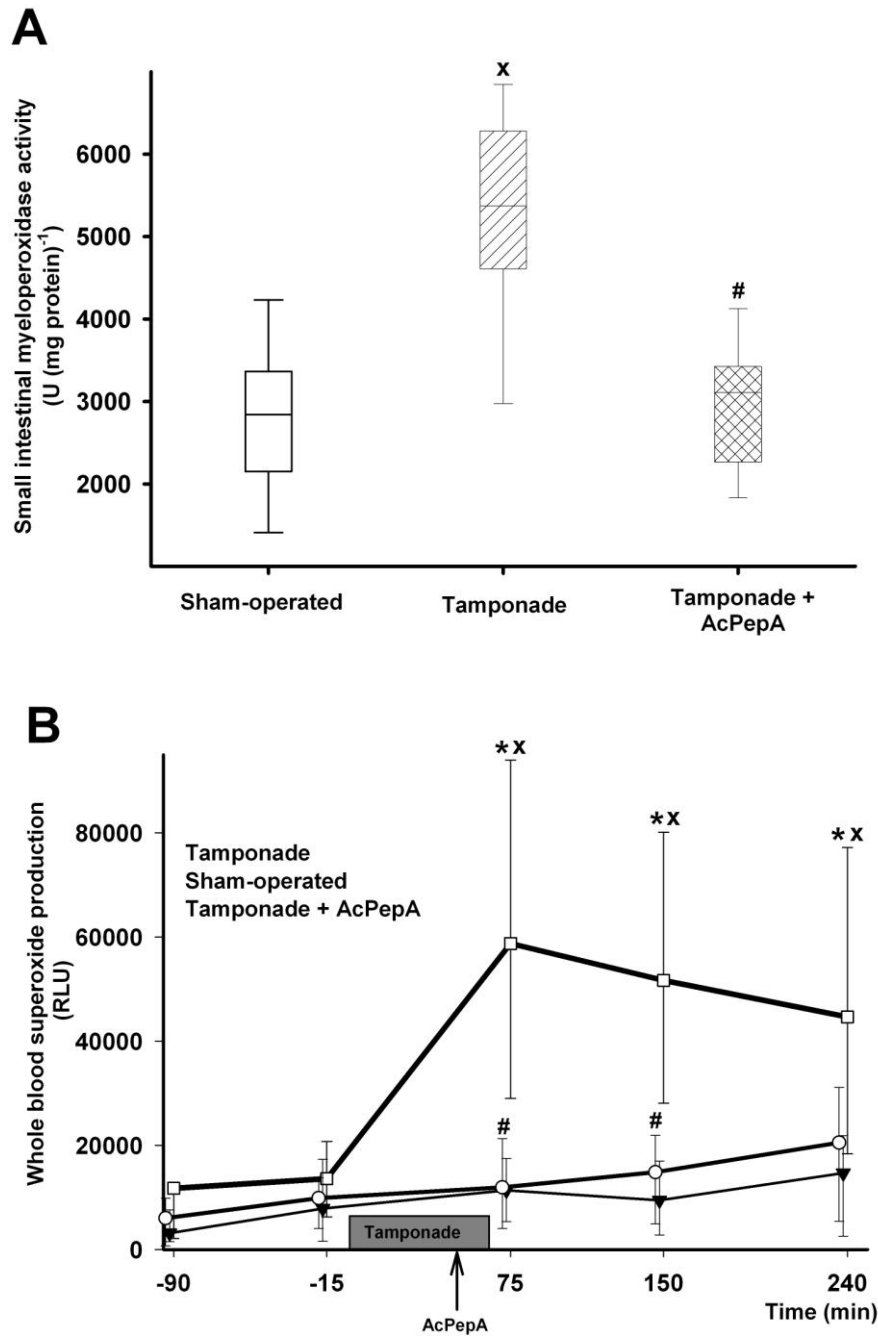 A
x
#
6000
5000
4000
3000
2000
Small intestinal myeloperoxidase activity
(U (mg protein)⁻¹
Sham-operated
Tamponade
Tamponade +
AcPepA
B
*x
*x
*x
80000
60000
40000
20000
0
Whole blood superoxide production
(RLU)
Tamponade
Sham-operated
Tamponade + AcPepA
#
#
Tamponade
-90
-15
75
150
240
Time (min)
AcPepA